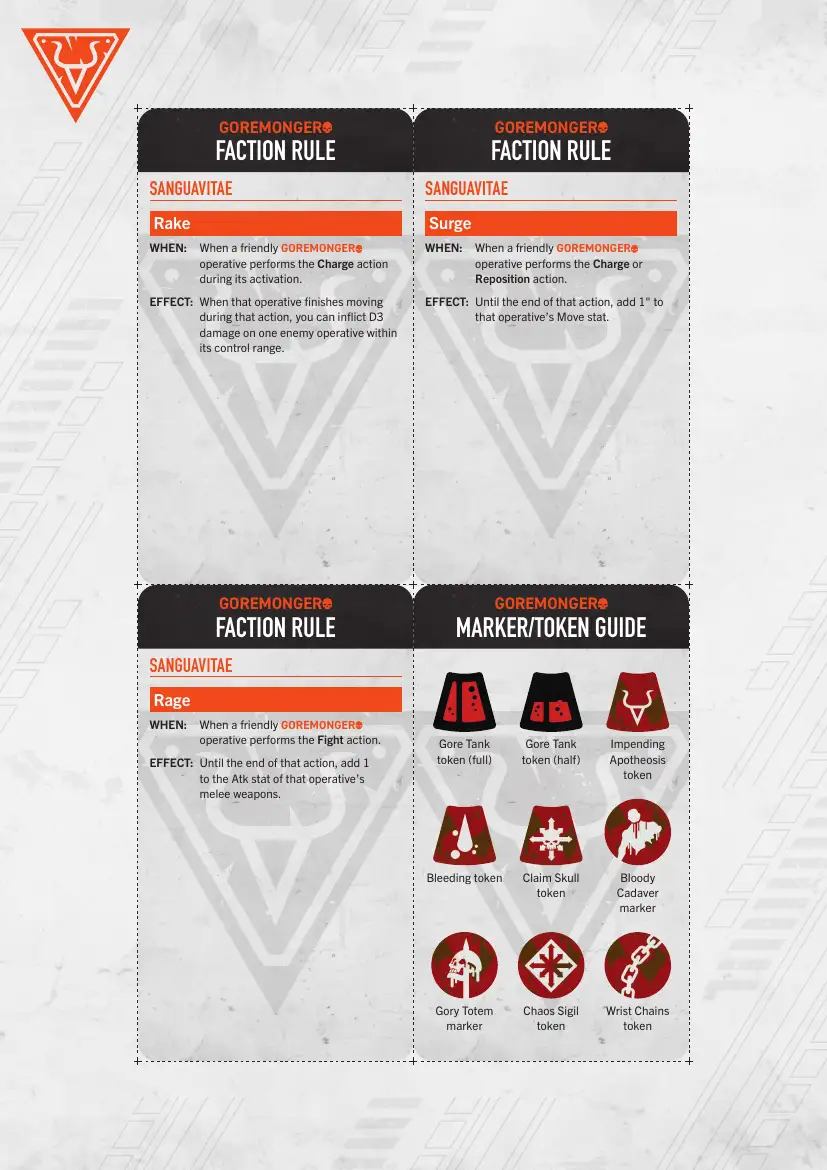 GOREMONGER
FACTION RULE
SANGUAVITAE
Rake
WHEN: When a friendly GOREMONGER
operative performs the Charge action
during its activation.
EFFECT: When that operative finishes moving
during that action, you can inflict D3
damage on one enemy operative within
its control range.
GOREMONGER
FACTION RULE
SANGUAVITAE
Surge
WHEN: When a friendly GOREMONGER
operative performs the Charge or
Reposition action.
EFFECT: Until the end of that action, add 1" to
that operative's Move stat.
GOREMONGER
FACTION RULE
SANGUAVITAE
Rage
WHEN: When a friendly GOREMONGER
operative performs the Fight action.
EFFECT: Until the end of that action, add 1
to the Atk stat of that operative's
melee weapons.
GOREMONGER
MARKER/TOKEN GUIDE
Gore Tank
token (full)
Gore Tank
token (half)
Impending
Apotheosis
token
Bleeding token
Claim Skull
token
Bloody
Cadaver
marker
Gory Totem
marker
Chaos Sigil
token
Wrist Chains
token